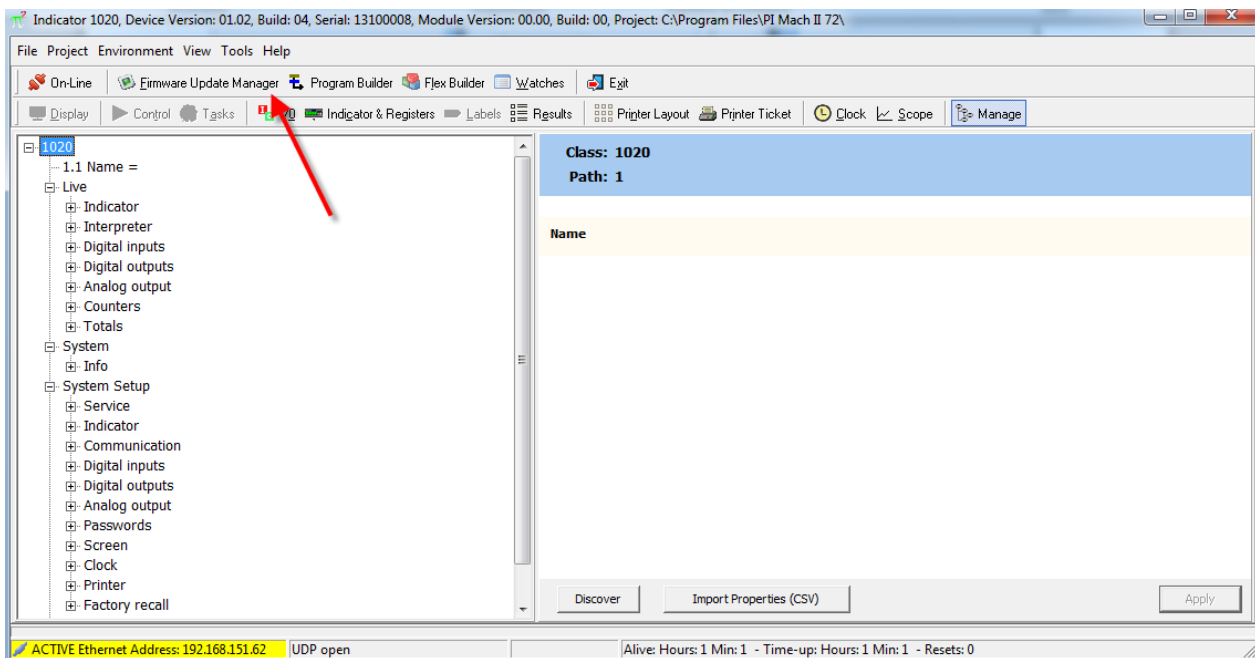 Indicator 1020, Device Version: 01.02, Build: 04, Serial: 13100008, Module Version: 00.00, Build: 00, Project: C:\Program Files\PI Mach II 72\
File Project Environment View Tools Help
On-Line Firmware Update Manager Program Builder Flex Builder Watches Exit
Display Control Tasks Indicator & Registers Labels Results Printer Layout Printer Ticket Clock Scope Manage
1020
1.1 Name =
Live
Indicator
Interpreter
Digital inputs
Digital outputs
Analog output
Counters
Totals
System
Info
System Setup
Service
Indicator
Communication
Digital inputs
Digital outputs
Analog output
Passwords
Screen
Clock
Printer
Factory recall
Class: 1020
Path: 1
Name
Discover Import Properties (CSV) Apply
ACTIVE Ethernet Address: 192.168.151.62 UDP open Alive: Hours: 1 Min: 1 - Time-up: Hours: 1 Min: 1 - Resets: 0